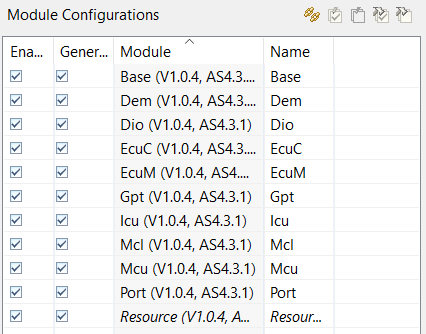 Module Configurations
Ena... Gener... Module Name
Base (V1.0.4, AS4.3.... Base
Dem (V1.0.4, AS4.3.... Dem
Dio (V1.0.4, AS4.3.1) Dio
EcuC (V1.0.4, AS4.3.... EcuC
EcuM (V1.0.4, AS4.... EcuM
Gpt (V1.0.4, AS4.3.1) Gpt
Icu (V1.0.4, AS4.3.1) Icu
Mcl (V1.0.4, AS4.3.1) Mcl
Mcu (V1.0.4, AS4.3.1) Mcu
Port (V1.0.4, AS4.3.1) Port
Resource (V1.0.4, A... Resour...